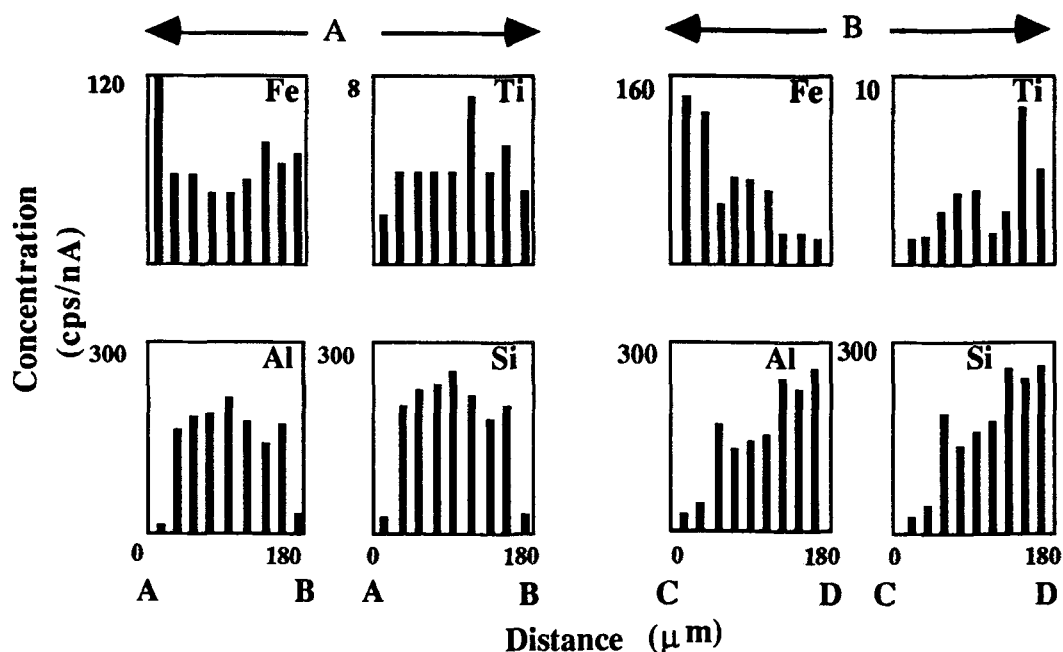 A B
120 Fe 8 Ti 160 Fe 10 Ti
Concentration
(cps/nA)
300 Al 300 Si 300 Al 300 Si
0 180 0 180 0 180 0 180
A B A B C D C D
Distance (μm)